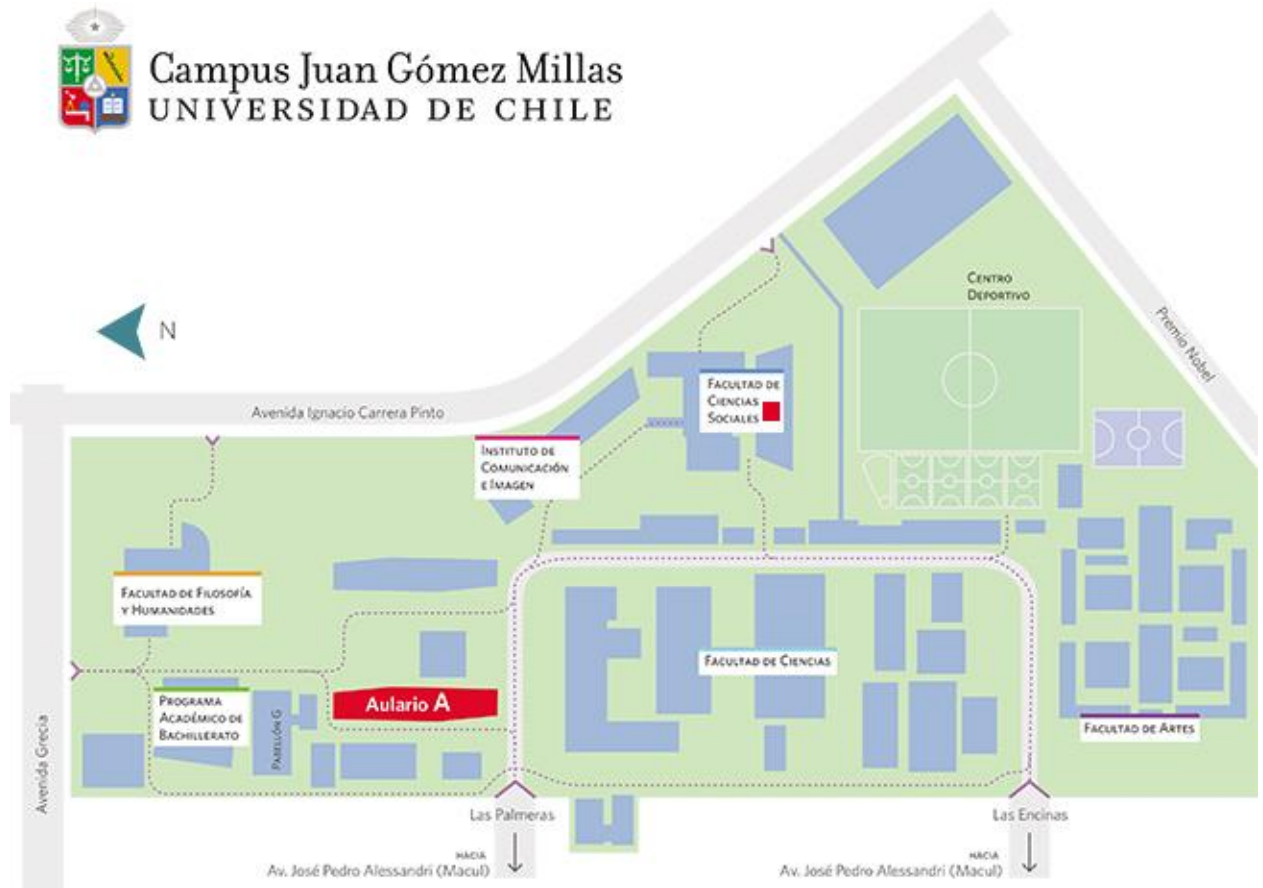 Campus Juan Gómez Millas
UNIVERSIDAD DE CHILE
N
CENTRO
DEPORTIVO
Premio Nobel
Avenida Ignacio Carrera Pinto
FACULTAD DE
CIENCIAS
SOCIALES
INSTITUTO DE
COMUNICACIÓN
E IMAGEN
FACULTAD DE FILOSOFÍA
Y HUMANIDADES
FACULTAD DE CIENCIAS
PROGRAMA
ACADÉMICO DE
BACHILLERATO
PABELLÓN G
Aulario A
FACULTAD DE ARTES
Avenida Grecia
Las Palmeras
Las Encinas
HACIA
Av. José Pedro Alessandri (Macul)
HACIA
Av. José Pedro Alessandri (Macul)